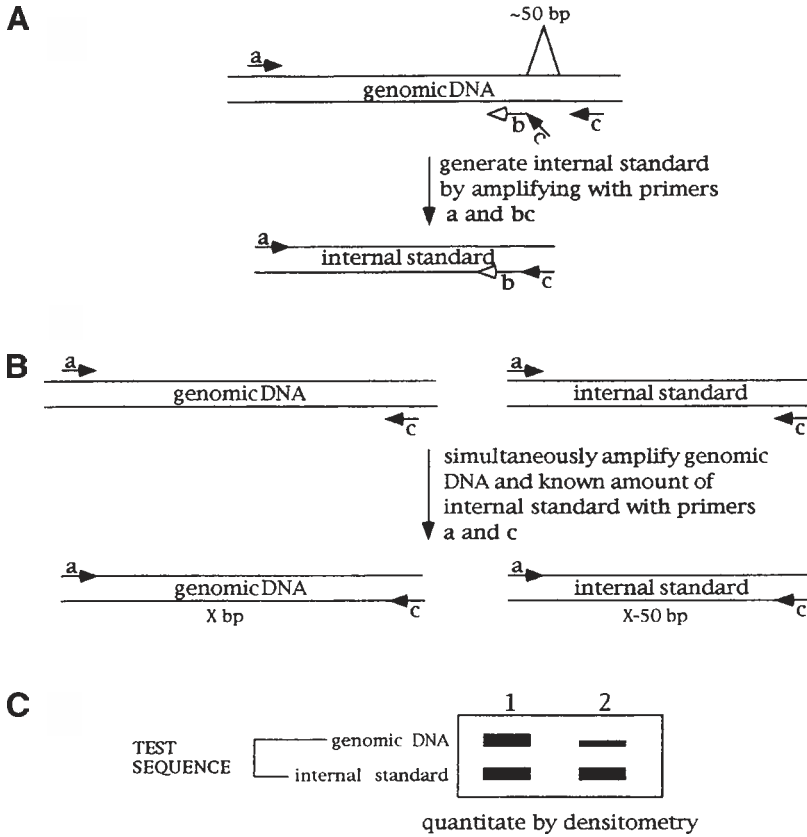 A
~50 bp
a
genomic DNA
b
c
c
generate internal standard
by amplifying with primers
a and bc
a
internal standard
b
c
B
a
genomic DNA
c
a
internal standard
c
simultaneously amplify genomic
DNA and known amount of
internal standard with primers
a and c
a
genomic DNA
c
X bp
a
internal standard
c
X-50 bp
C
1 2
TEST
SEQUENCE
genomic DNA
internal standard
quantitate by densitometry